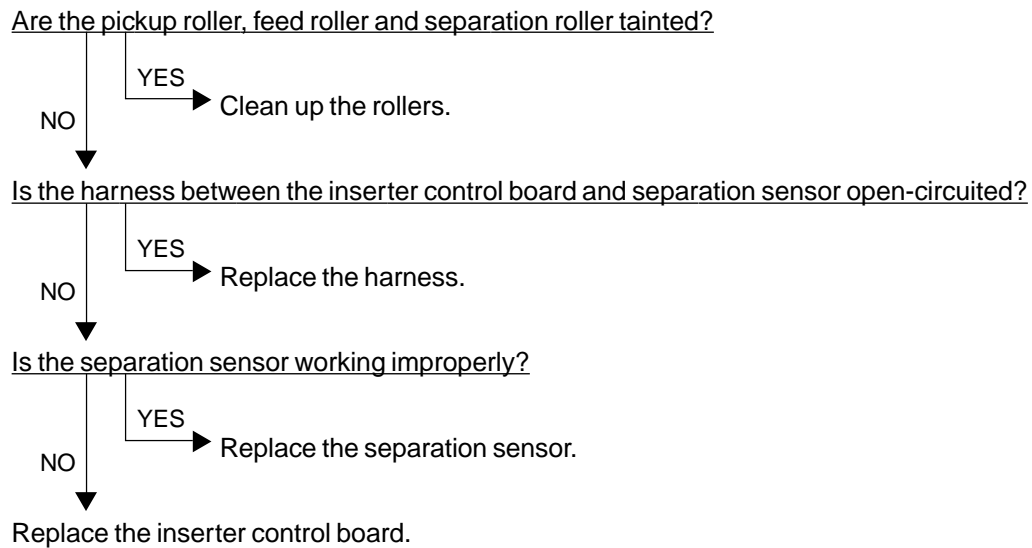 Are the pickup roller, feed roller and separation roller tainted?
YES
Clean up the rollers.
NO
Is the harness between the inserter control board and separation sensor open-circuited?
YES
Replace the harness.
NO
Is the separation sensor working improperly?
YES
Replace the separation sensor.
NO
Replace the inserter control board.